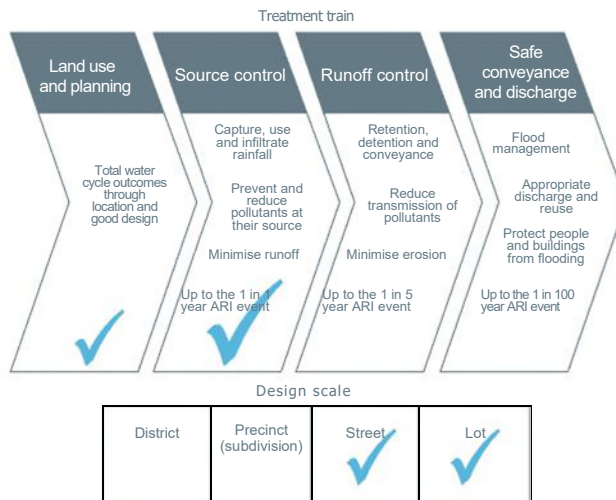 Treatment train
Land use
and planning
Source control
Runoff control
Safe
conveyance
and discharge
Total water
cycle outcomes
through
location and
good design
Capture, use
and infiltrate
rainfall
Prevent and
reduce
pollutants at
their source
Minimise runoff
Up to the 1 in 1
year ARI event
Retention,
detention and
conveyance
Reduce
transmission of
pollutants
Minimise erosion
Up to the 1 in 5
year ARI event
Flood
management
Appropriate
discharge and
reuse
Protect people
and buildings
from flooding
Up to the 1 in 100
year ARI event
Design scale
District
Precinct
(subdivision)
Street
Lot